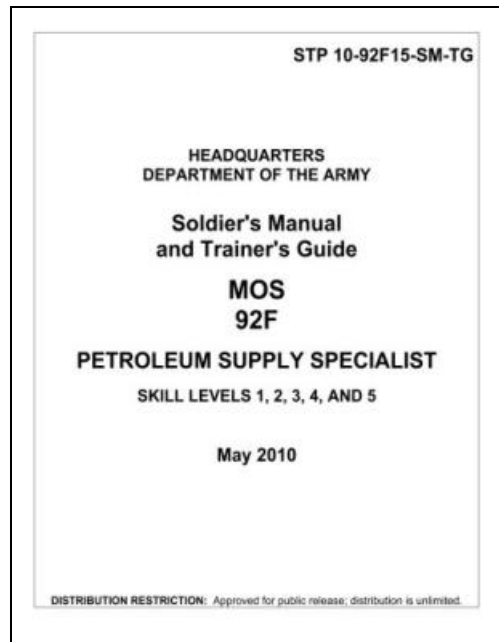 STP 10-92F15-SM-TG
HEADQUARTERS
DEPARTMENT OF THE ARMY
Soldier's Manual
and Trainer's Guide
MOS
92F
PETROLEUM SUPPLY SPECIALIST
SKILL LEVELS 1, 2, 3, 4, AND 5
May 2010
DISTRIBUTION RESTRICTION: Approved for public release; distribution is unlimited.